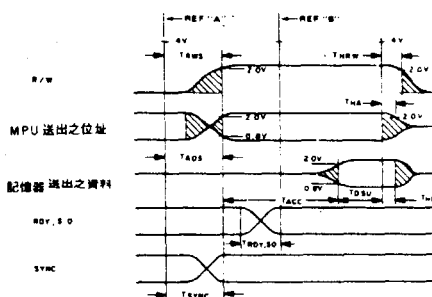 REF "A"
REF "B"
.4V
.4V
TRWS
THRW
R/W
2.0V
2.0V
THA
MPU 送出之位址
2.0V
0.8V
2.0V
TADS
記憶器 送出之資料
2.0V
0.8V
TACC
TDSU
RDY, S.O
TRDY,SO
SYNC
TSYNC